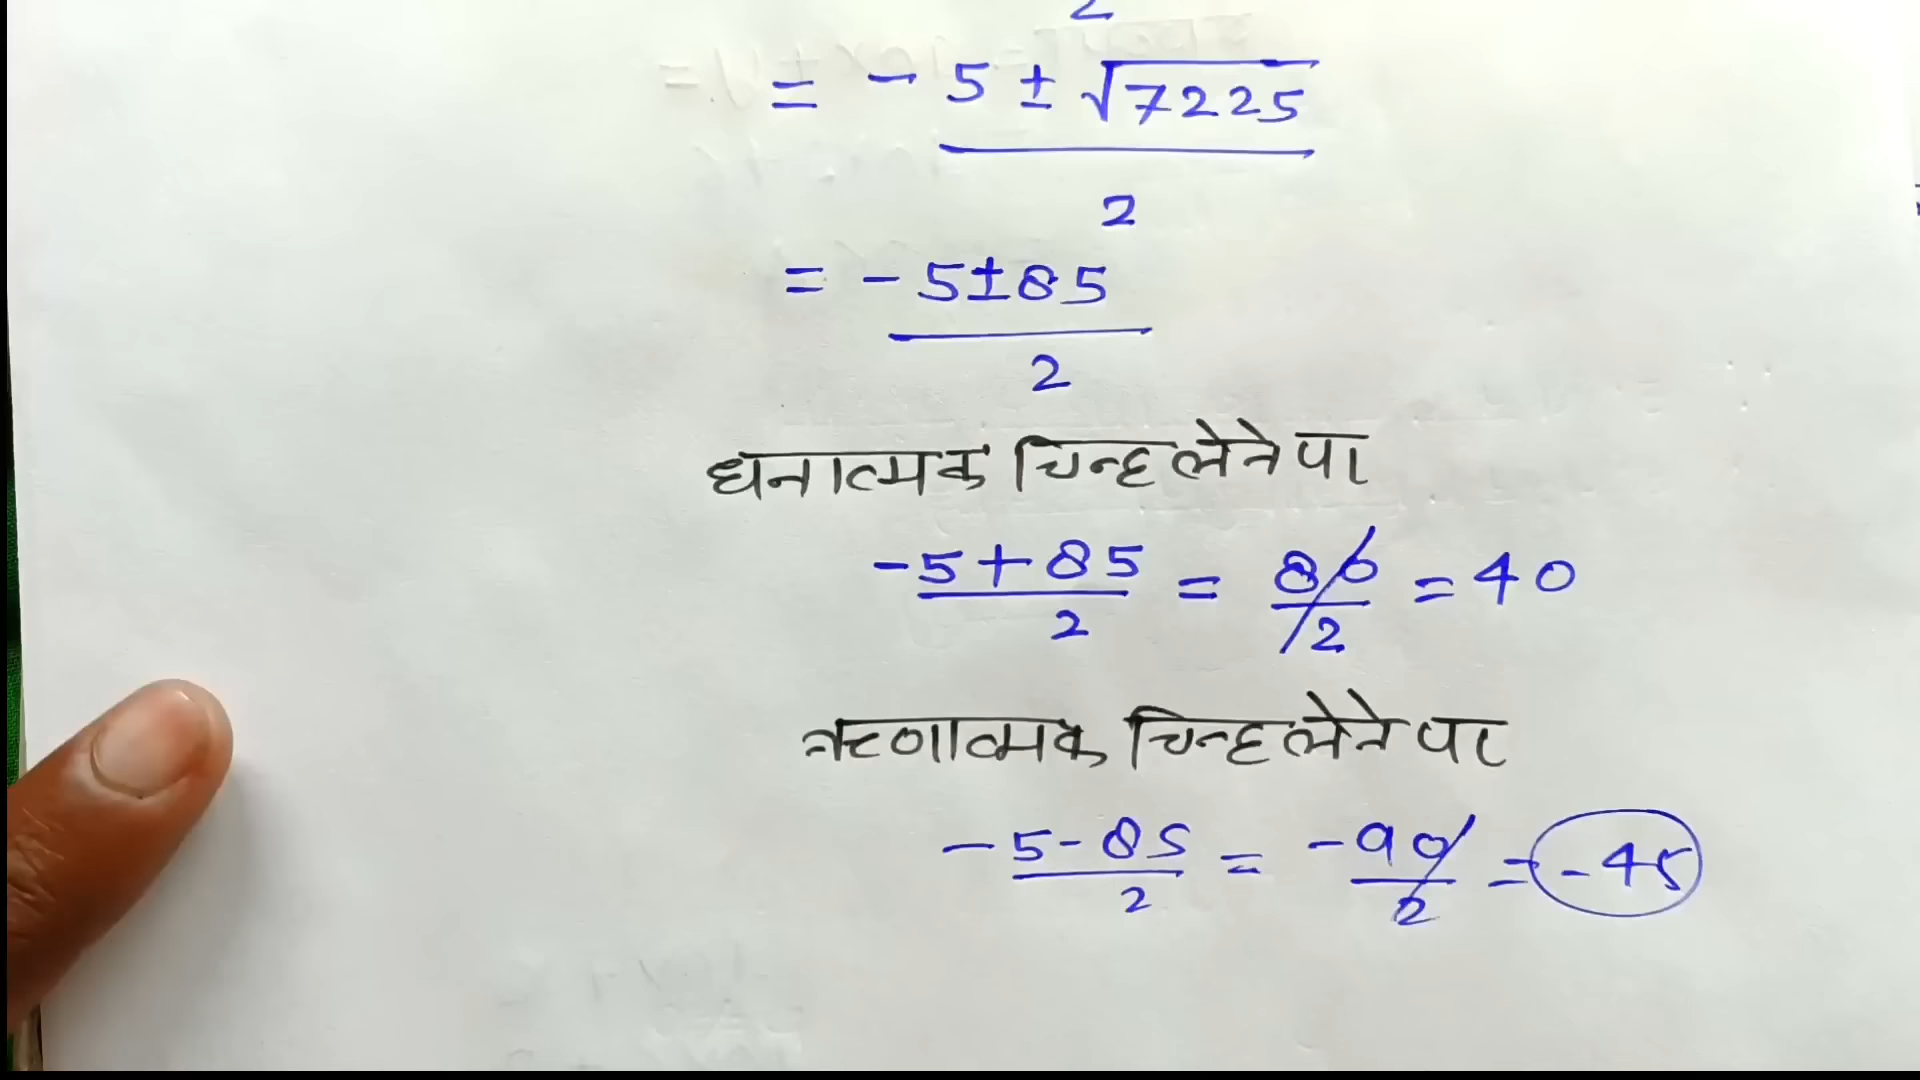 2
= - 5 ± √7225
2
= - 5 ± 85
2
धनात्मक चिन्ह लेने पर
-5+85/2 = 80/2 = 40
ऋणात्मक चिन्ह लेने पर
-5-85/2 = -90/2 = -45